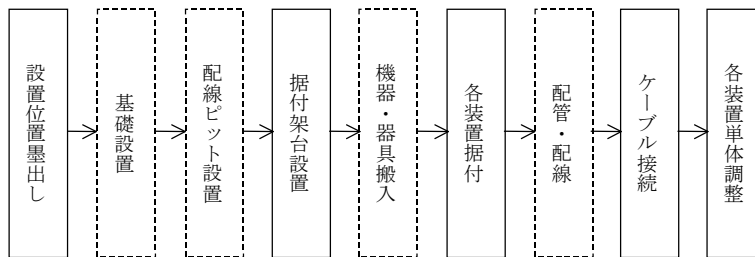 設置位置墨出し
基礎設置
配線ピット設置
据付架台設置
機器・器具搬入
各装置据付
配管・配線
ケーブル接続
各装置単体調整